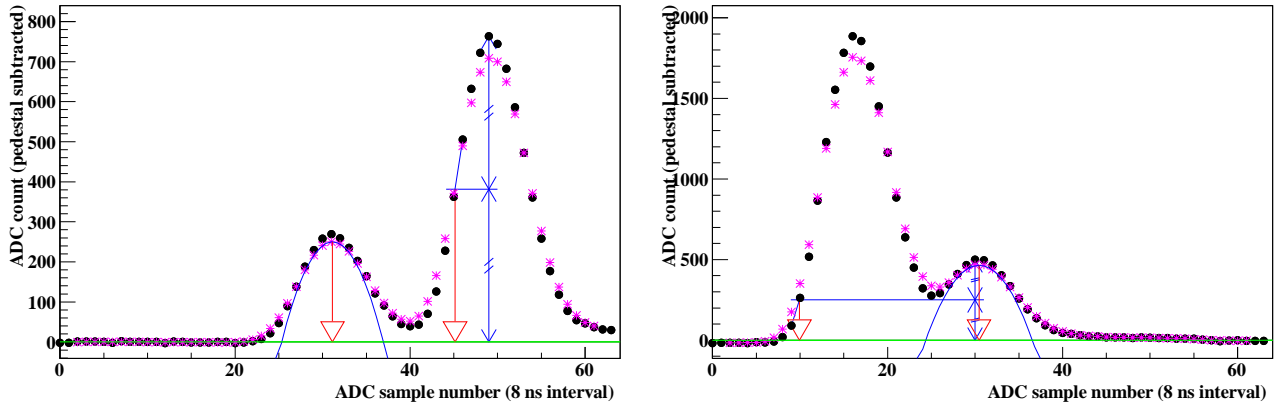 ADC count (pedestal subtracted)
800
700
600
500
400
300
200
100
0
0 20 40 60
ADC sample number (8 ns interval)
ADC count (pedestal subtracted)
2000
1500
1000
500
0
0 20 40 60
ADC sample number (8 ns interval)